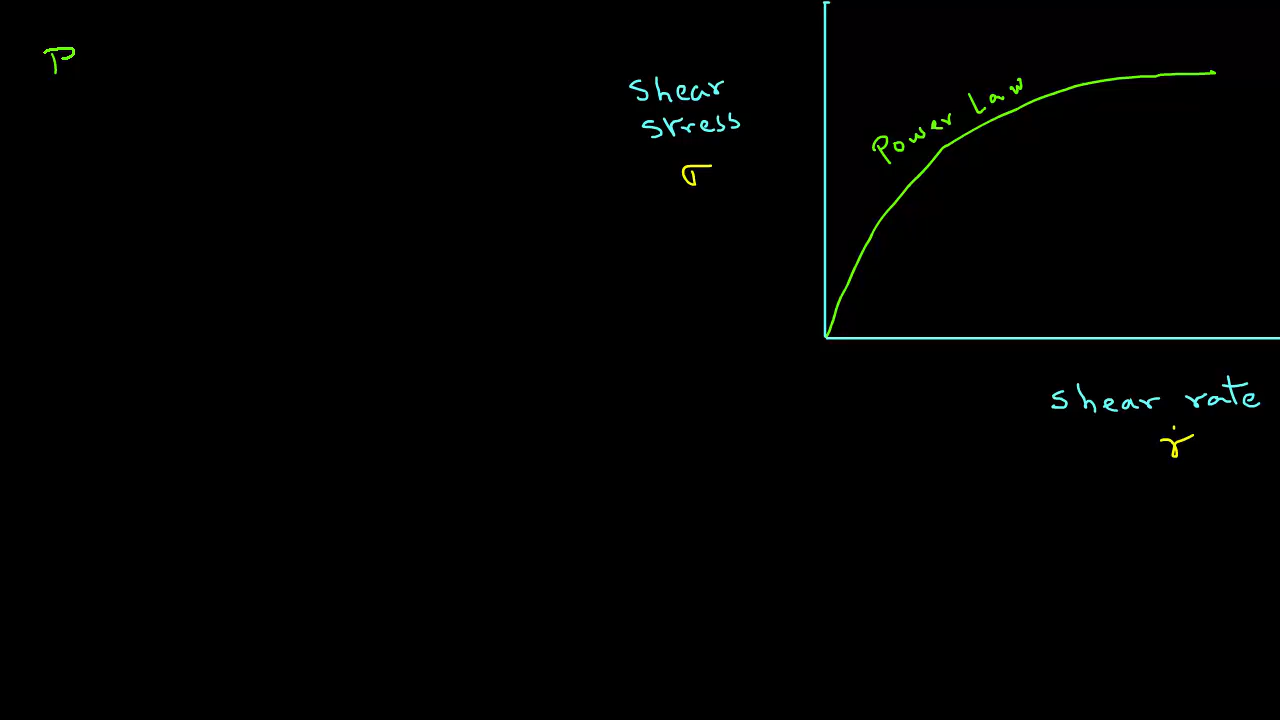 P
shear
stress
σ
Power Law
shear rate
γ̇